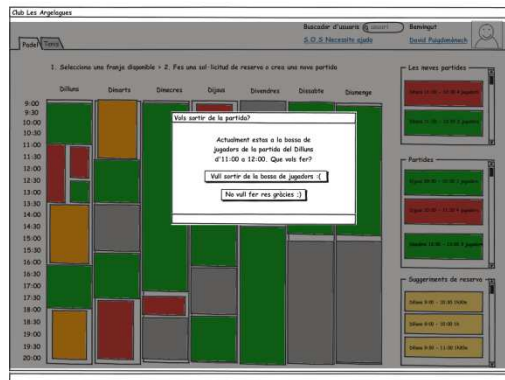 Club Les Argelagues
Buscador d'usuaris
Benvingut
S.O.S Necessito ajuda
David Puigdomènech
Padel
Tenis
1. Selecciona una franja disponible > 2. Fes una sol·licitud de reserva o crea una nova partida
Les meves partides
Dilluns
Dimarts
Dimecres
Dijous
Divendres
Dissabte
Diumenge
9:00
9:30
10:00
10:30
11:00
11:30
12:00
12:30
13:00
13:30
14:00
14:30
15:00
16:00
16:30
17:00
17:30
18:00
18:30
19:00
19:30
20:00
Vols sortir de la partida?
Actualment estas a la bossa de
jugadors de la partida del Dilluns
d'11:00 a 12:00. Que vols fer?
Vull sortir de la bossa de jugadors :(
No vull fer res gràcies :)
Partides
Suggeriments de reserva